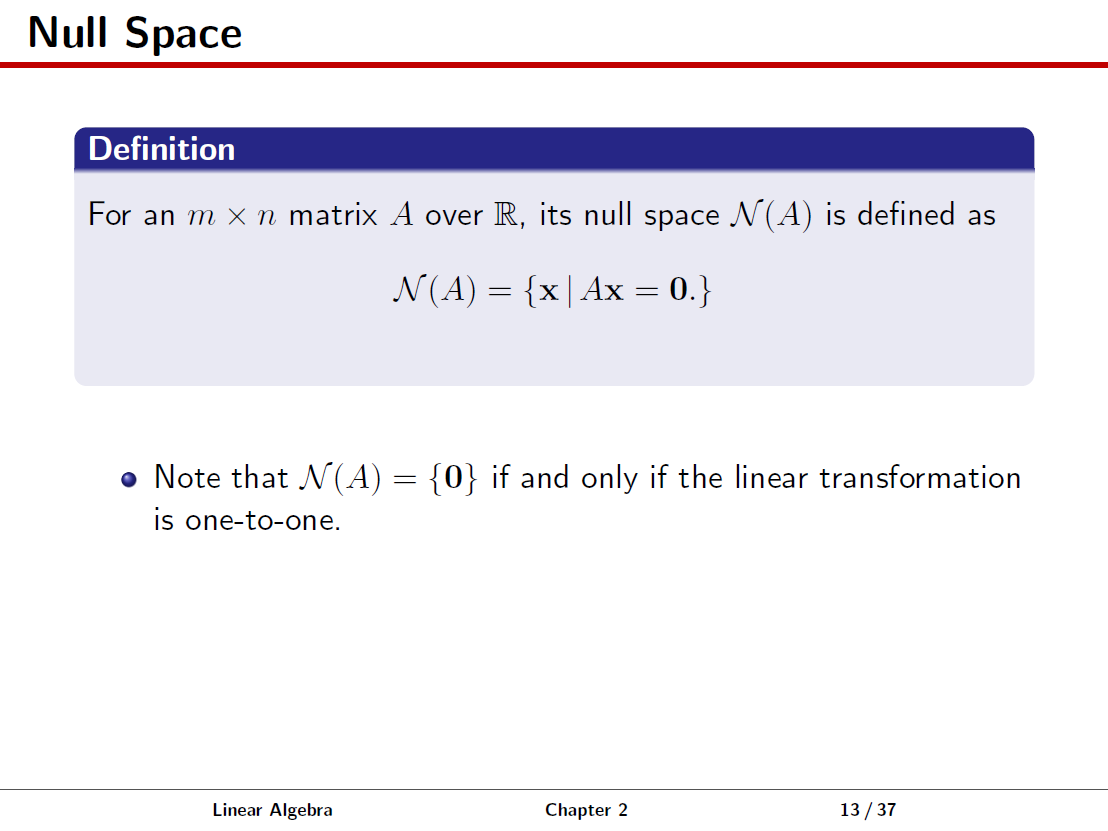 Null Space
Definition
For an m × n matrix A over ℝ, its null space 𝒩(A) is defined as
𝒩(A) = {𝐱 | A𝐱 = 𝟎.}
Note that 𝒩(A) = {𝟎} if and only if the linear transformation
is one-to-one.
Linear Algebra Chapter 2 13 / 37